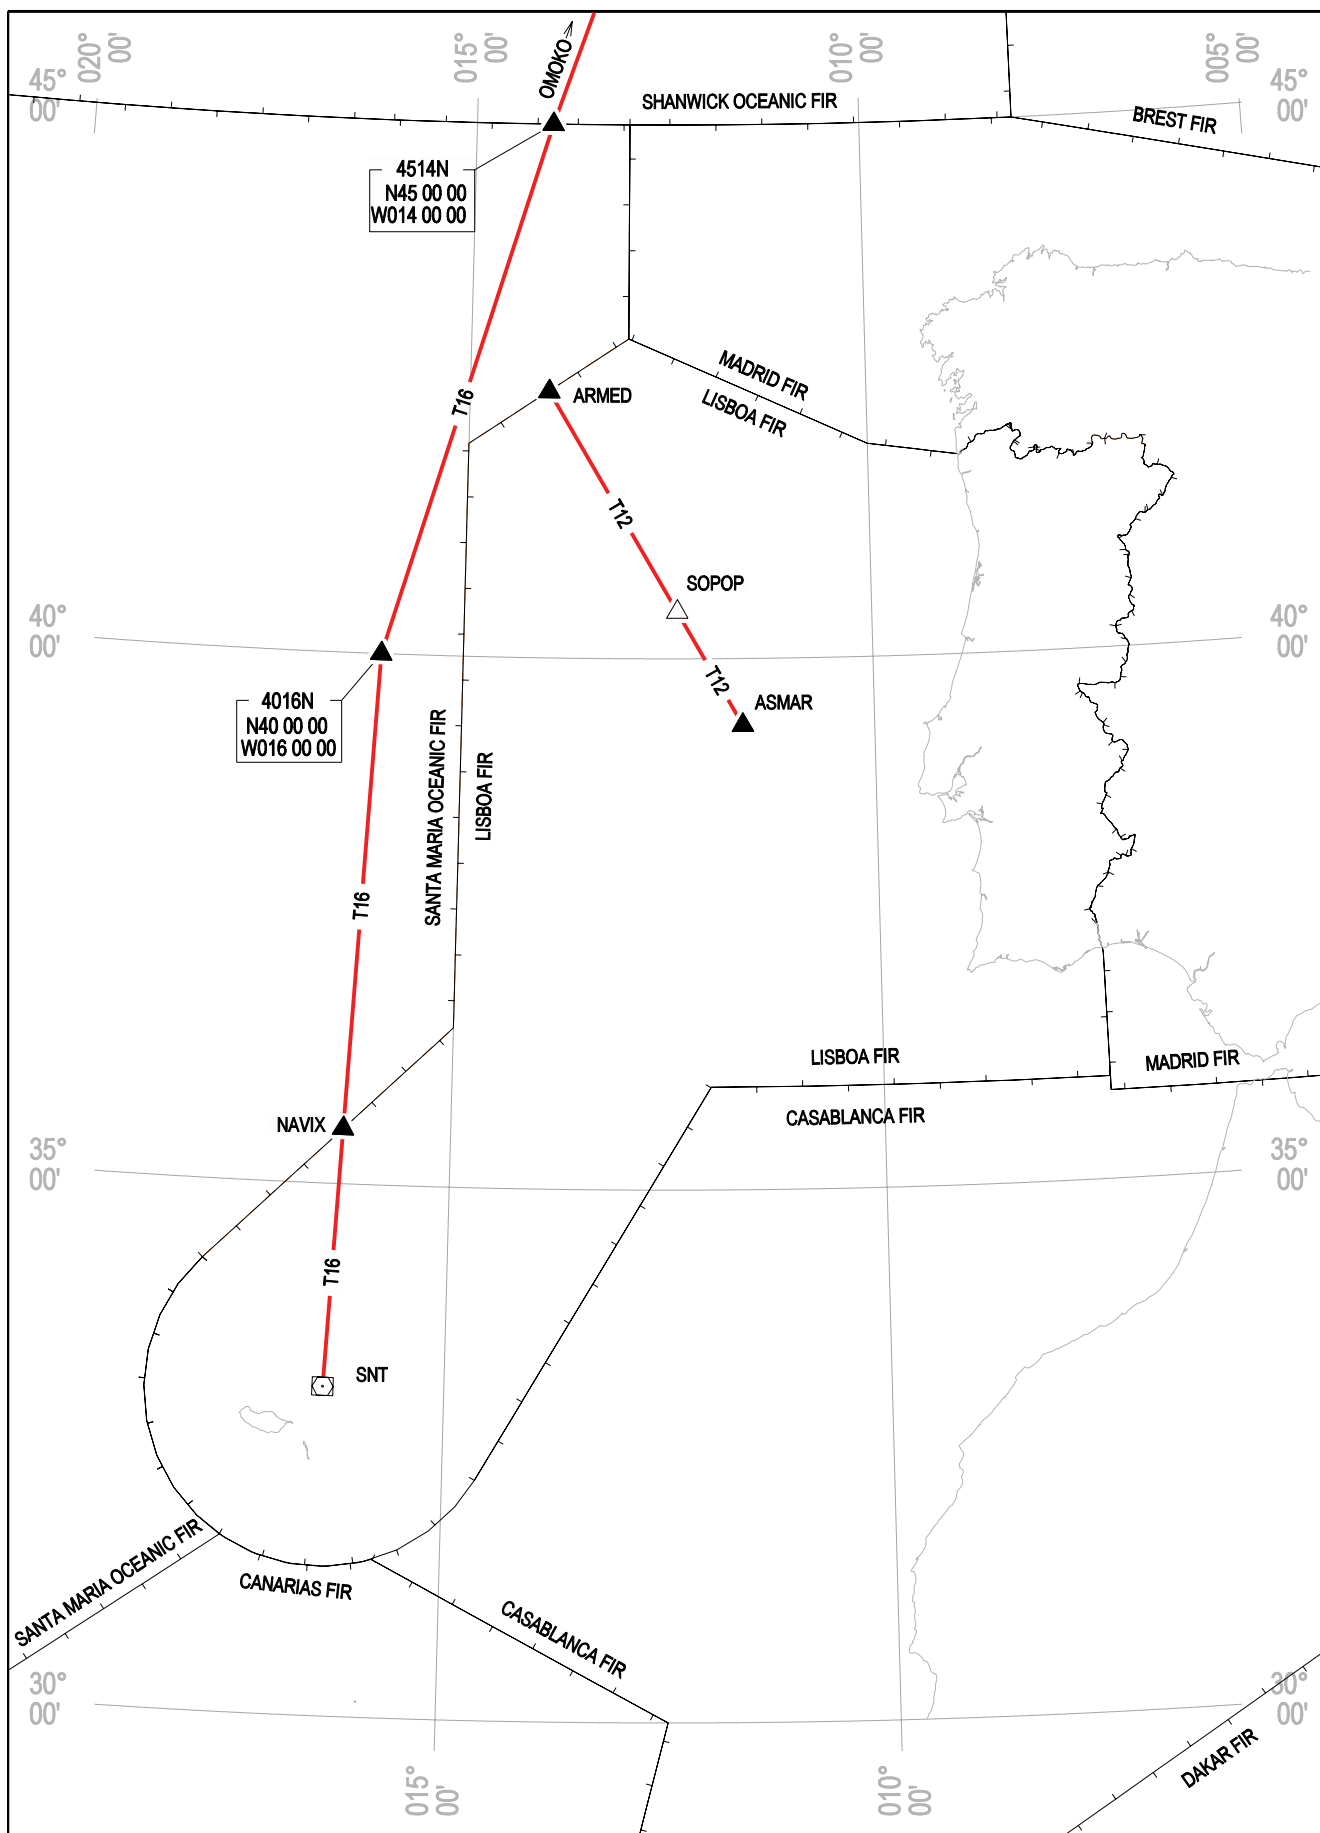 020°
00'
015°
00'
010°
00'
005°
00'
OMOKO
45°
00'
45°
00'
SHANWICK OCEANIC FIR
BREST FIR
4514N
N45 00 00
W014 00 00
MADRID FIR
LISBOA FIR
ARMED
T16
T12
SOPOP
40°
00'
40°
00'
T12
ASMAR
4016N
N40 00 00
W016 00 00
SANTA MARIA OCEANIC FIR
LISBOA FIR
T16
LISBOA FIR
MADRID FIR
CASABLANCA FIR
NAVIX
35°
00'
35°
00'
T16
SNT
SANTA MARIA OCEANIC FIR
CANARIAS FIR
CASABLANCA FIR
30°
00'
30°
00'
DAKAR FIR
015°
00'
010°
00'